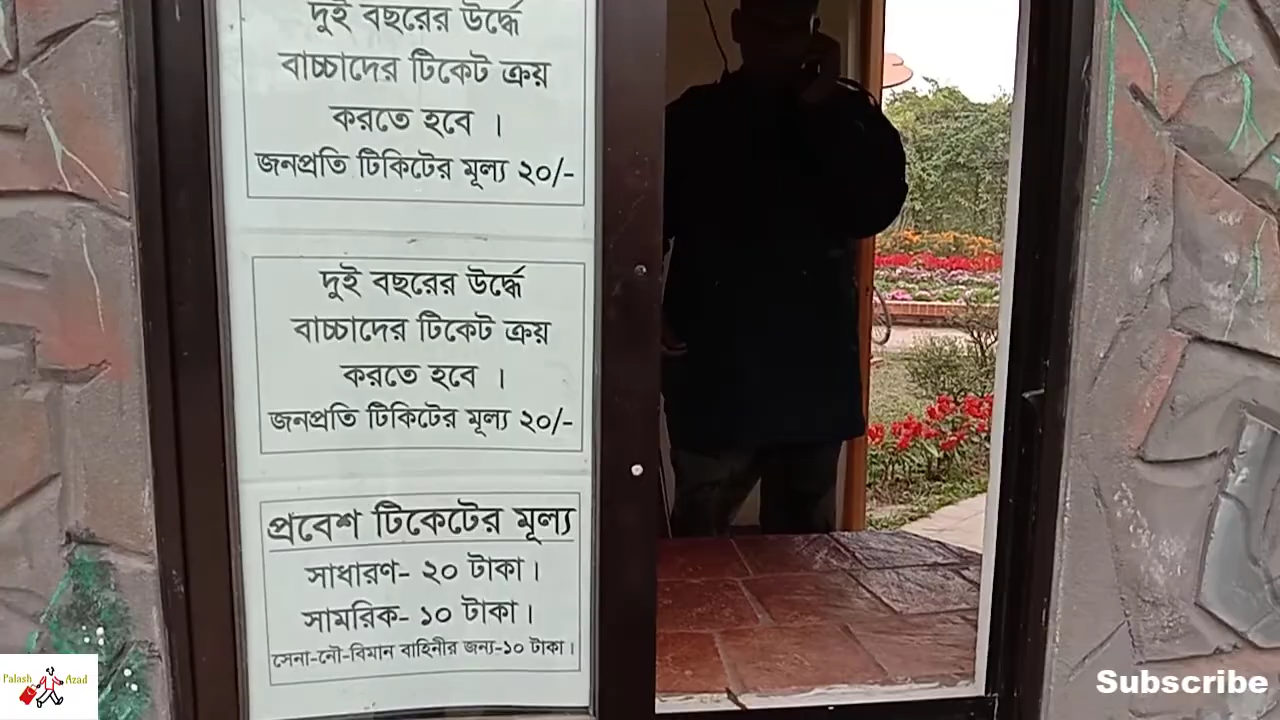 দুই বছরের উর্দ্ধে
বাচ্চাদের টিকেট ক্রয়
করতে হবে ।
জনপ্রতি টিকিটের মূল্য ২০/-
দুই বছরের উর্দ্ধে
বাচ্চাদের টিকেট ক্রয়
করতে হবে ।
জনপ্রতি টিকিটের মূল্য ২০/-
প্রবেশ টিকেটের মূল্য
সাধারণ- ২০ টাকা।
সামরিক- ১০ টাকা।
সেনা-নৌ-বিমান বাহিনীর জন্য-১০ টাকা।
Palash Azad
Subscribe